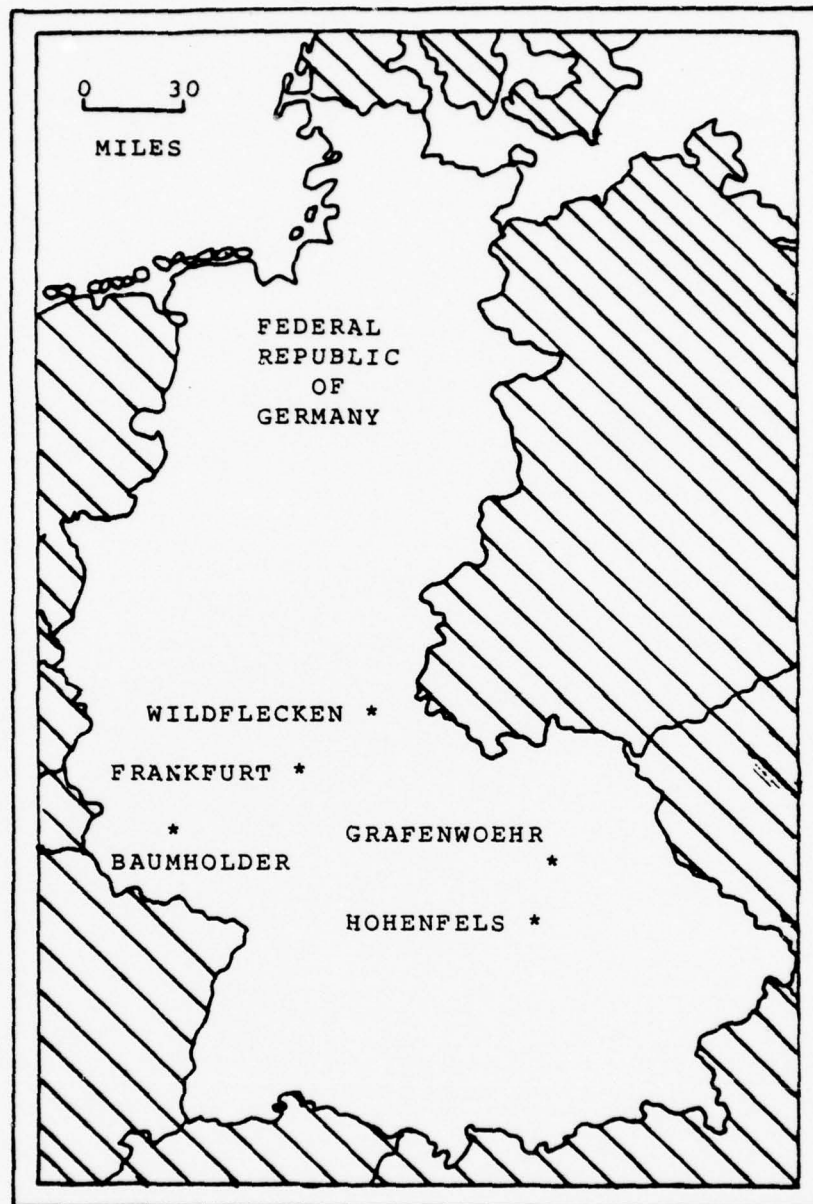 0 30
MILES
FEDERAL
REPUBLIC
OF
GERMANY
WILDFLECKEN *
FRANKFURT *
*
BAUMHOLDER
GRAFENWOEHR
*
HOHENFELS *